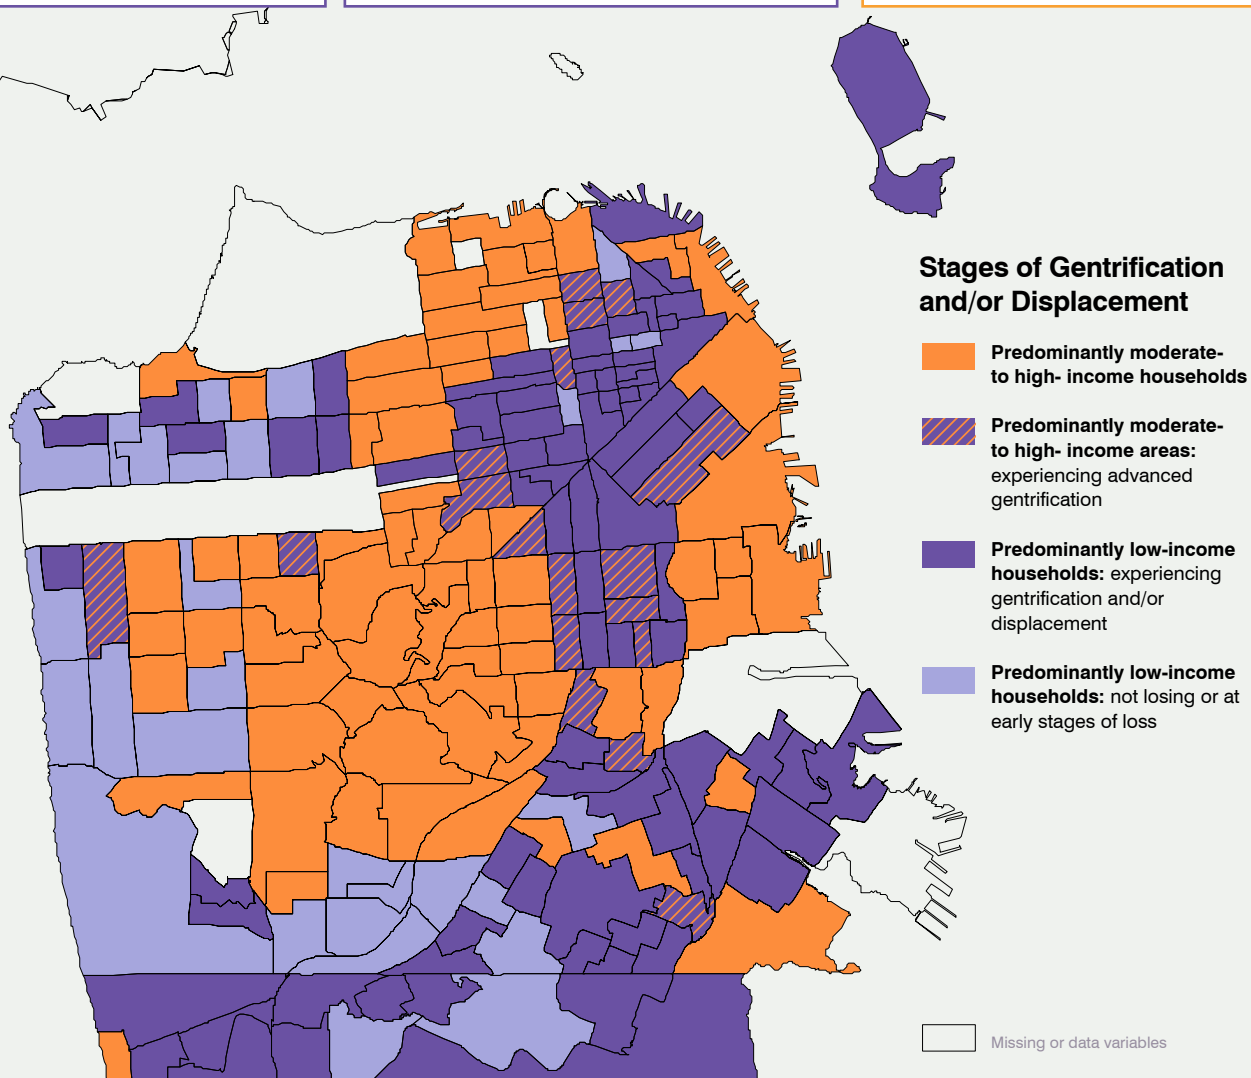 Stages of Gentrification
and/or Displacement
Predominantly moderate-
to high- income households
Predominantly moderate-
to high- income areas:
experiencing advanced
gentrification
Predominantly low-income
households: experiencing
gentrification and/or
displacement
Predominantly low-income
households: not losing or at
early stages of loss
Missing or data variables